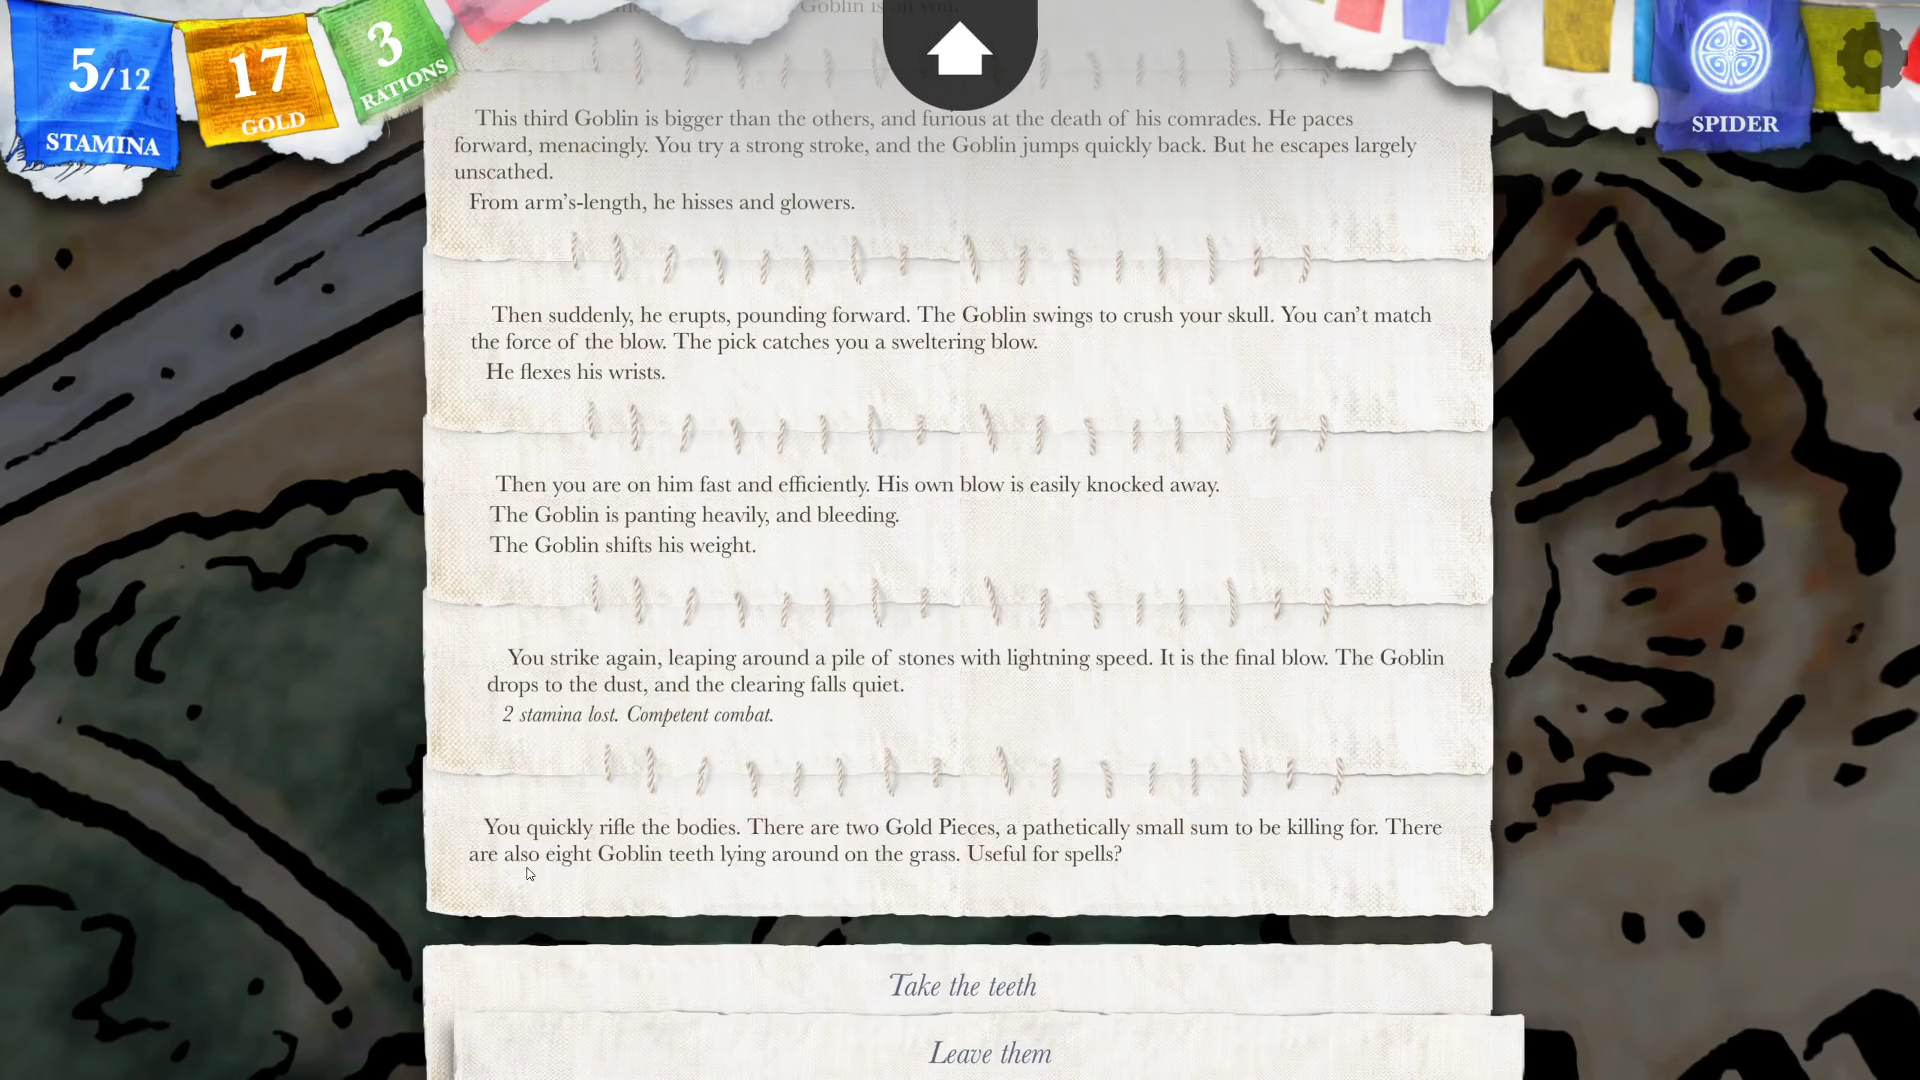 5/12
STAMINA
17
GOLD
3
RATIONS
SPIDER
Goblin is on you.
This third Goblin is bigger than the others, and furious at the death of his comrades. He paces
forward, menacingly. You try a strong stroke, and the Goblin jumps quickly back. But he escapes largely
unscathed.
From arm’s-length, he hisses and glowers.
Then suddenly, he erupts, pounding forward. The Goblin swings to crush your skull. You can’t match
the force of the blow. The pick catches you a sweltering blow.
He flexes his wrists.
Then you are on him fast and efficiently. His own blow is easily knocked away.
The Goblin is panting heavily, and bleeding.
The Goblin shifts his weight.
You strike again, leaping around a pile of stones with lightning speed. It is the final blow. The Goblin
drops to the dust, and the clearing falls quiet.
2 stamina lost. Competent combat.
You quickly rifle the bodies. There are two Gold Pieces, a pathetically small sum to be killing for. There
are also eight Goblin teeth lying around on the grass. Useful for spells?
Take the teeth
Leave them